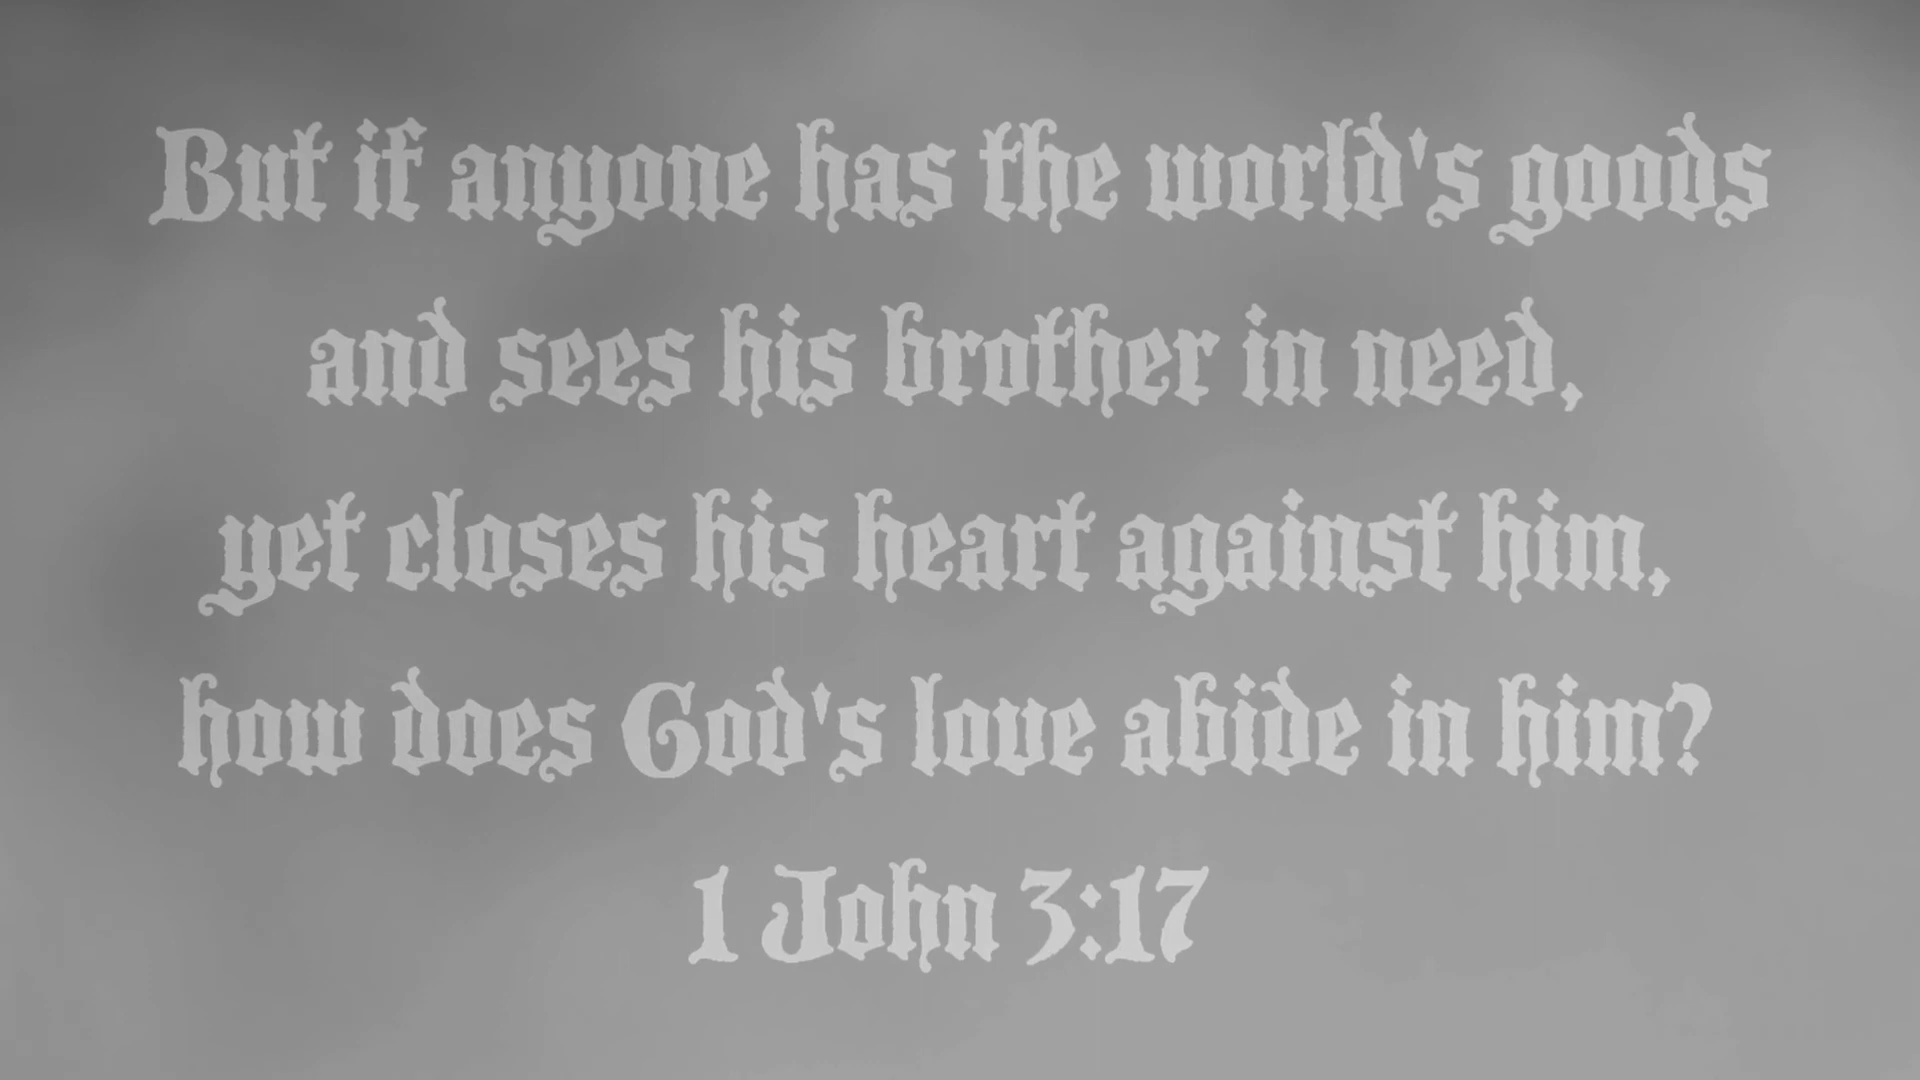 But if anyone has the world's goods
and sees his brother in need,
yet closes his heart against him,
how does God's love abide in him?
1 John 3:17